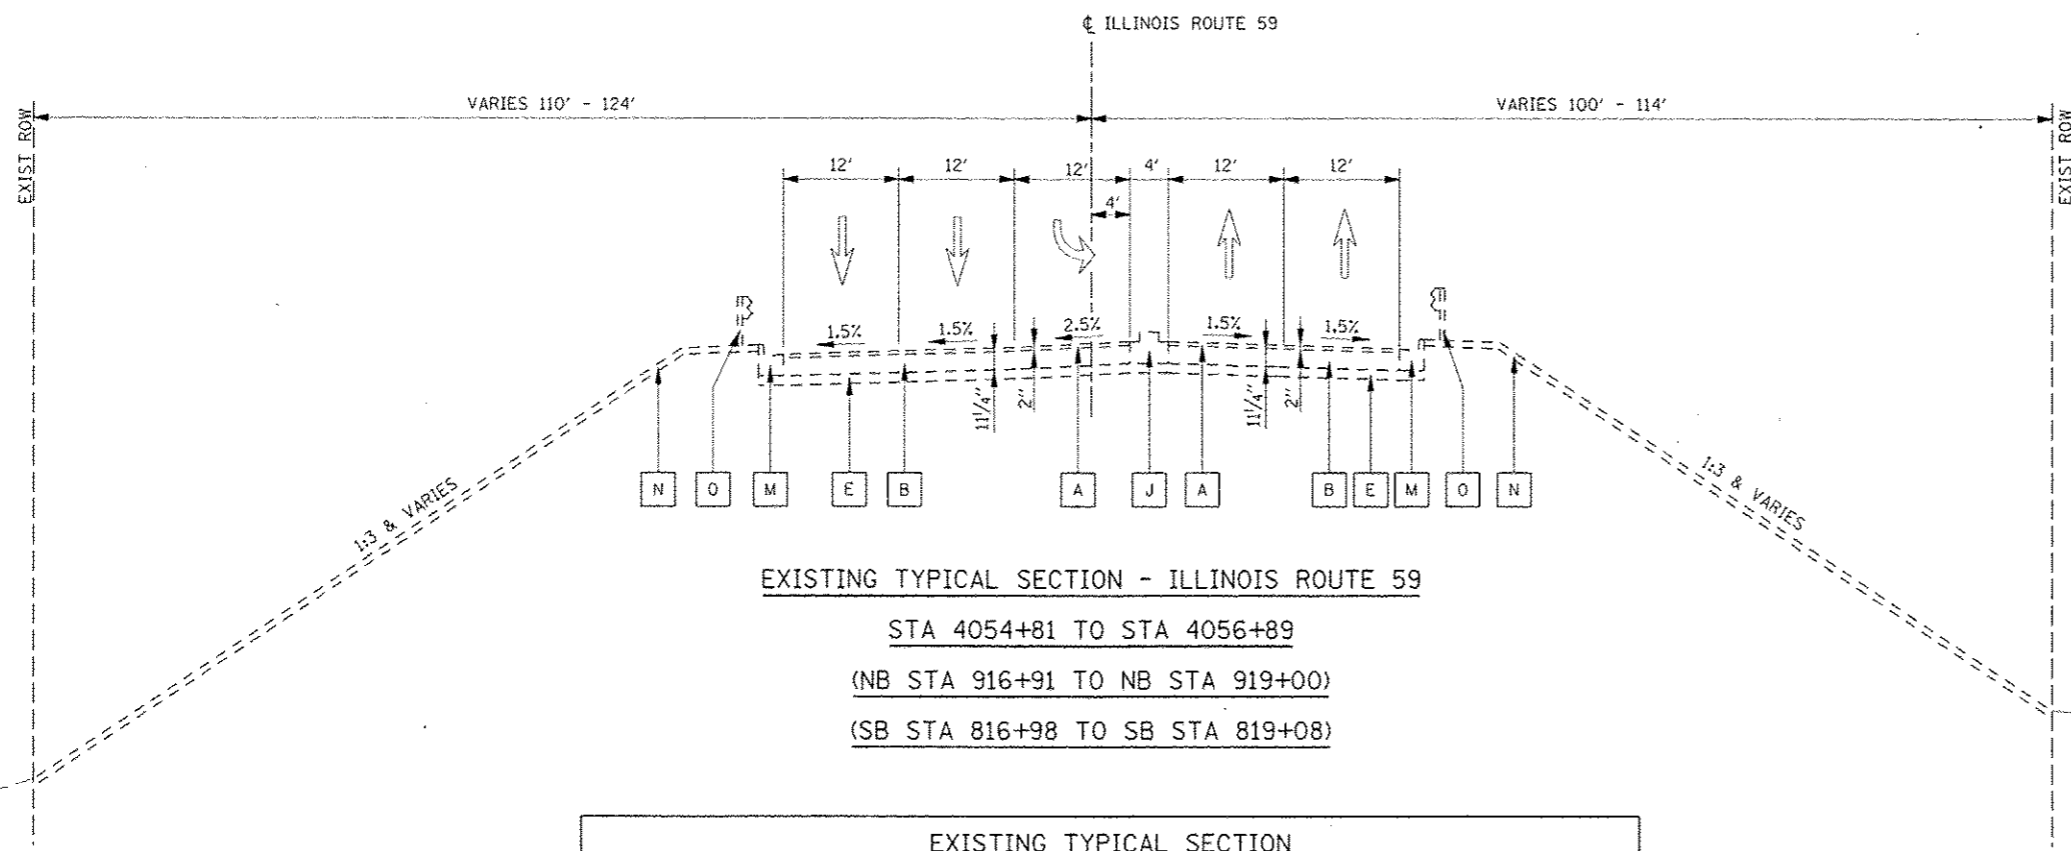 ℄ ILLINOIS ROUTE 59
VARIES 110' - 124'
VARIES 100' - 114'
EXIST ROW
EXIST ROW
12' 12' 12' 4' 12' 12'
4'
1.5% 1.5% 2.5% 1.5% 1.5%
11¼" 2" 11¼" 2"
N O M E B A J A B E M O N
1:3 & VARIES
1:3 & VARIES
EXISTING TYPICAL SECTION - ILLINOIS ROUTE 59
STA 4054+81 TO STA 4056+89
(NB STA 916+91 TO NB STA 919+00)
(SB STA 816+98 TO SB STA 819+08)
EXISTING TYPICAL SECTION